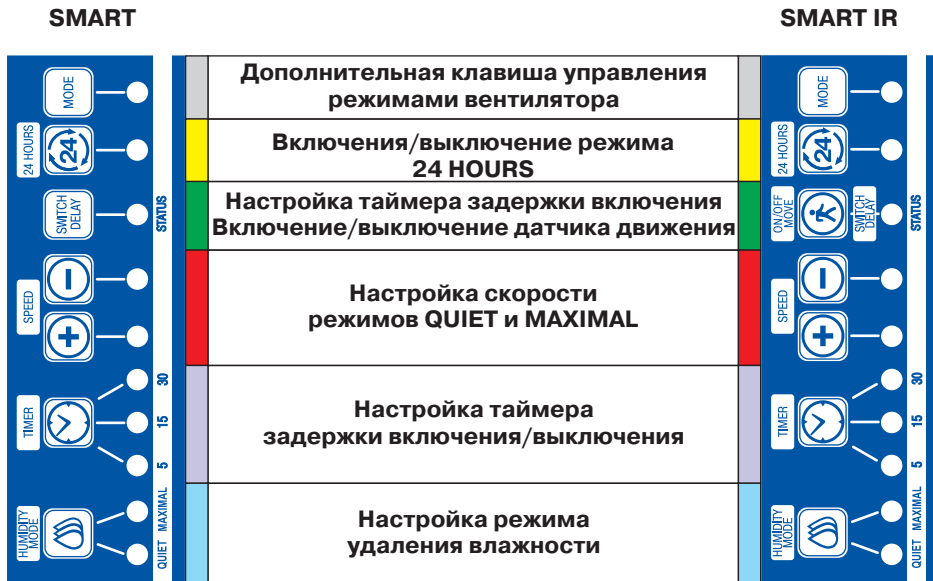 SMART
SMART IR
MODE
Дополнительная клавиша управления
режимами вентилятора
MODE
24 HOURS
24
Включения/выключение режима
24 HOURS
24 HOURS
24
SWITCH
DELAY
STATUS
Настройка таймера задержки включения
Включение/выключение датчика движения
ON/OFF
MOVE
SWITCH
DELAY
STATUS
SPEED
−
+
Настройка скорости
режимов QUIET и MAXIMAL
SPEED
−
+
TIMER
30
15
5
Настройка таймера
задержки включения/выключения
TIMER
30
15
5
HUMIDITY
MODE
MAXIMAL
QUIET
Настройка режима
удаления влажности
HUMIDITY
MODE
MAXIMAL
QUIET